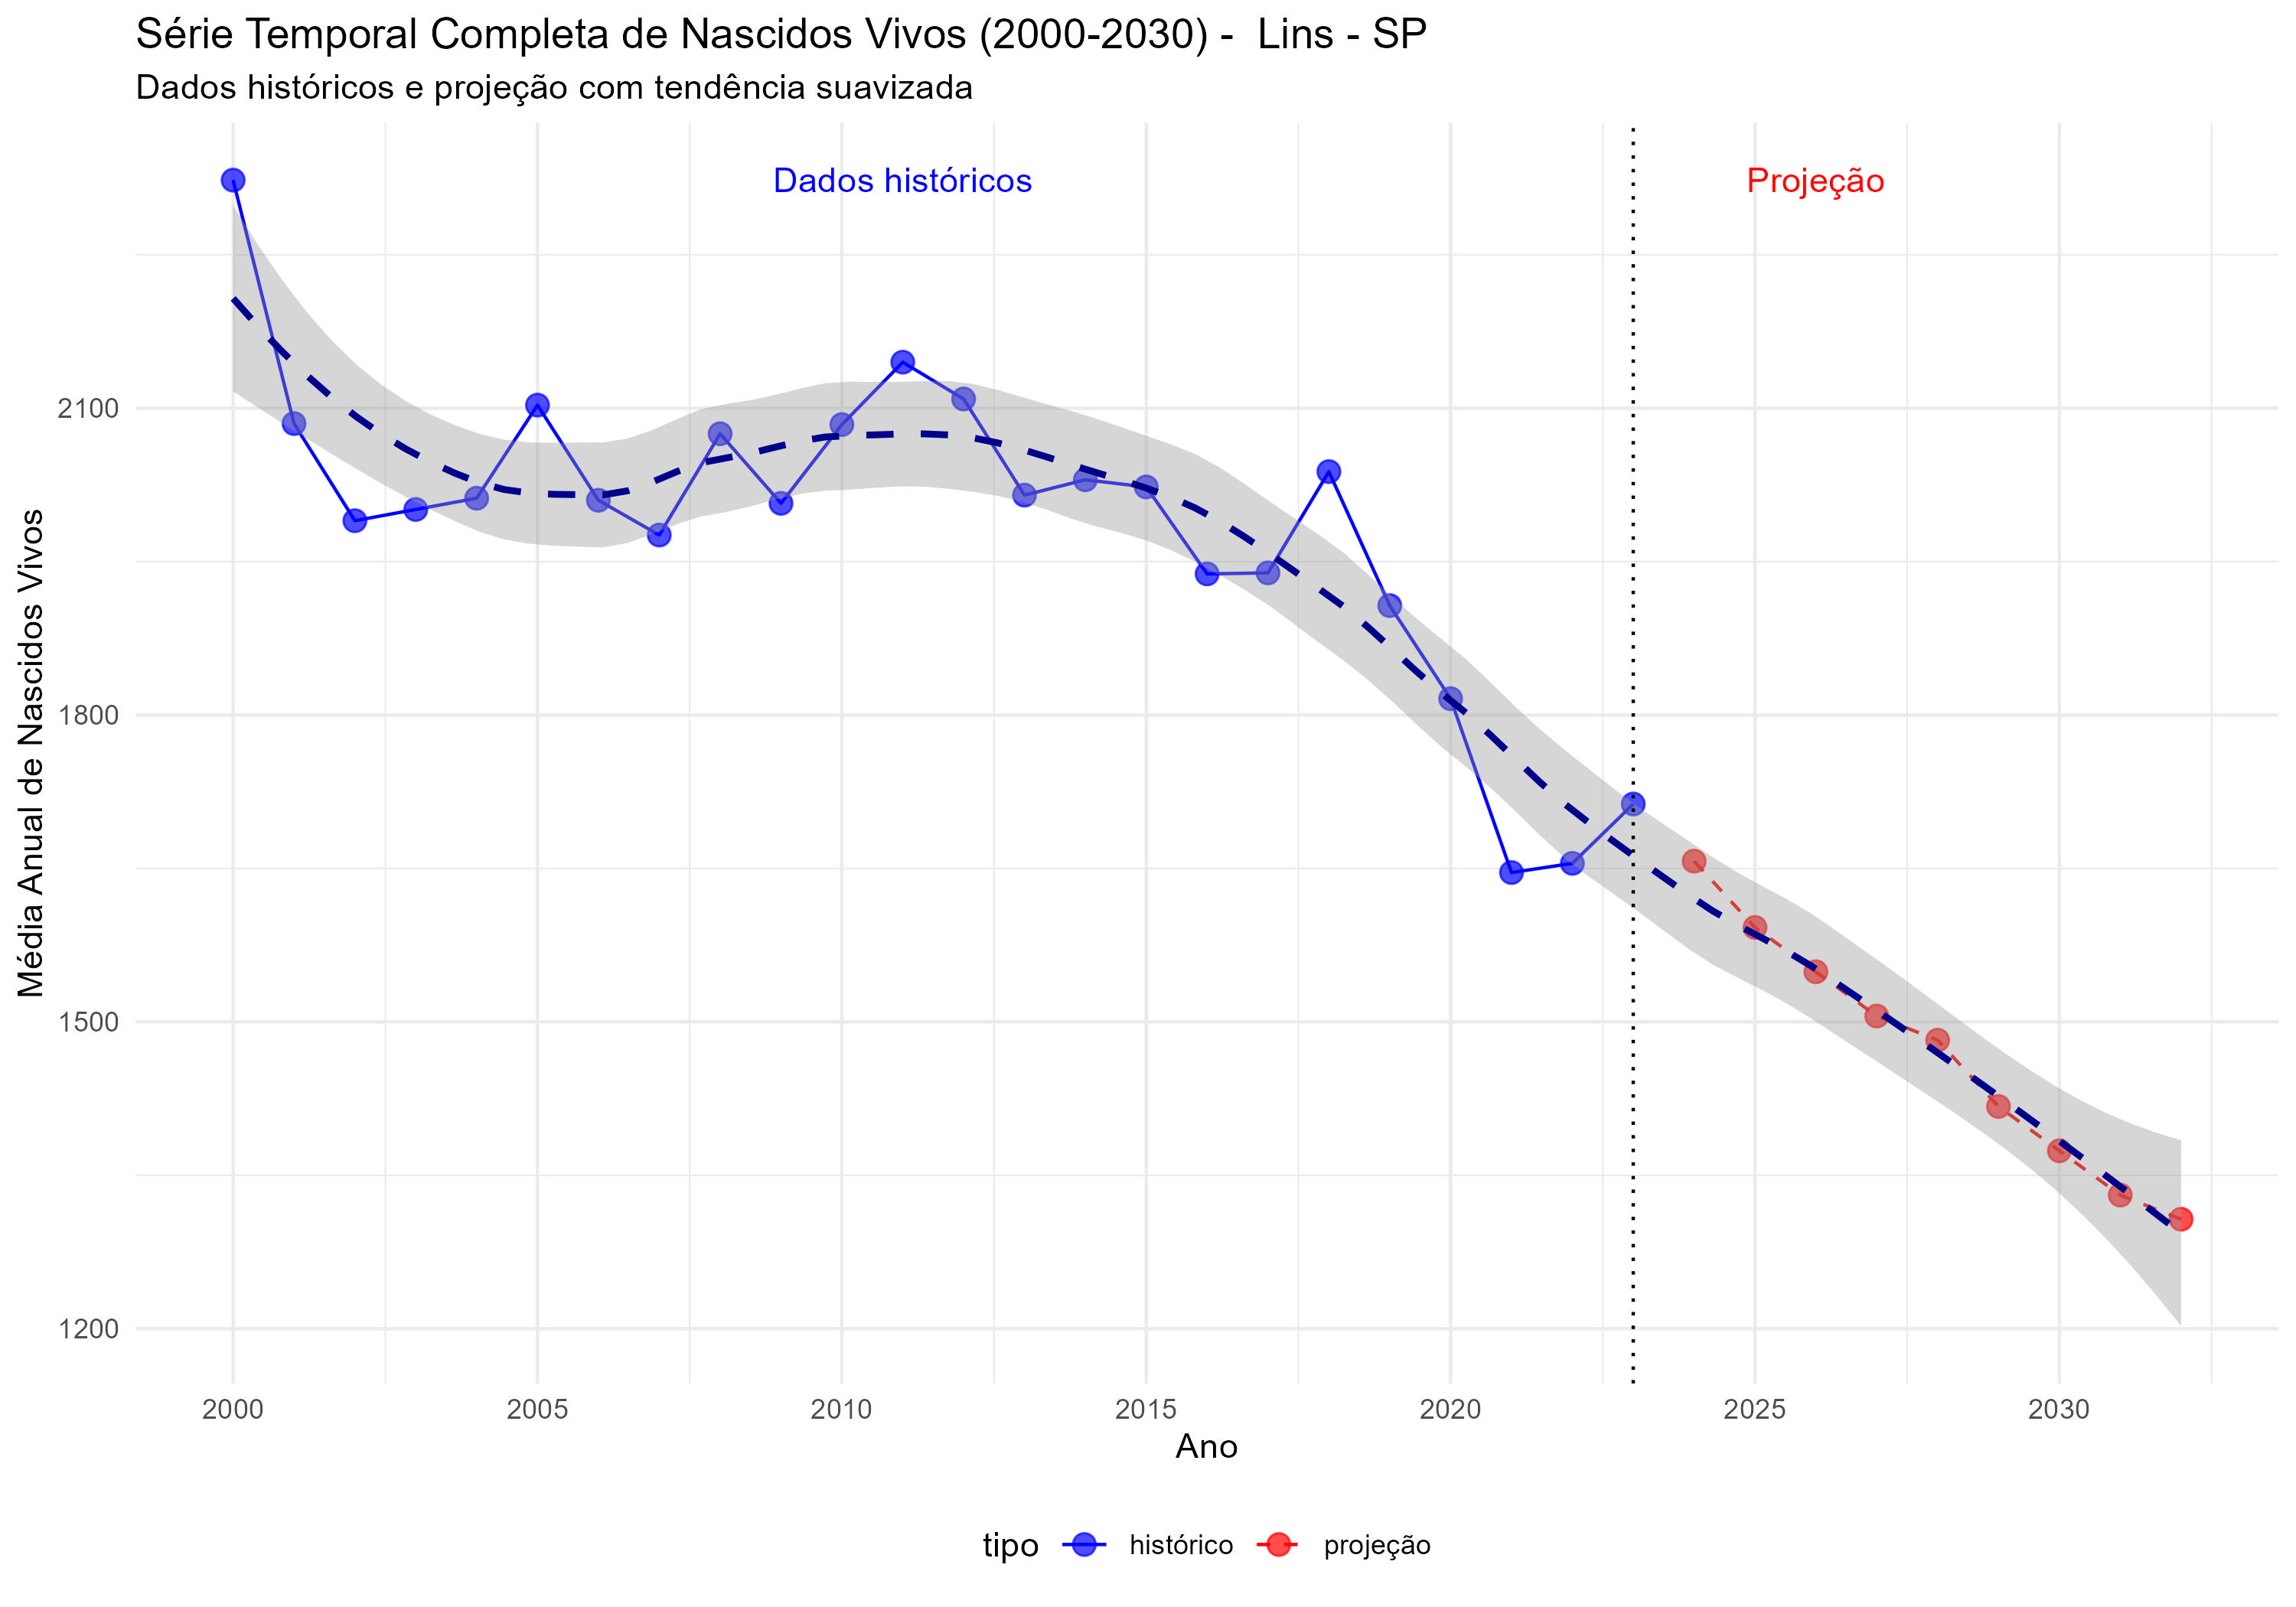 Série Temporal Completa de Nascidos Vivos (2000-2030) -  Lins - SP
Dados históricos e projeção com tendência suavizada
Dados históricos
Projeção
Média Anual de Nascidos Vivos
2100
1800
1500
1200
2000
2005
2010
2015
2020
2025
2030
Ano
tipo
histórico
projeção